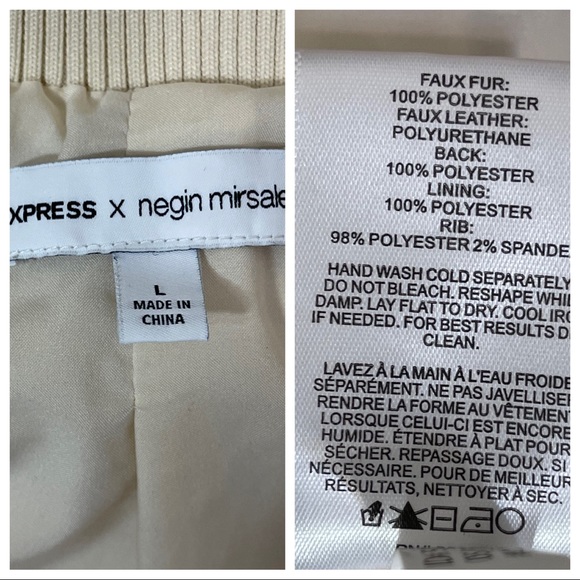 XPRESS X negin mirsale
L
MADE IN
CHINA
FAUX FUR:
100% POLYESTER
FAUX LEATHER:
POLYURETHANE
BACK:
100% POLYESTER
LINING:
100% POLYESTER
RIB:
98% POLYESTER 2% SPANDE
HAND WASH COLD SEPARATELY
DO NOT BLEACH. RESHAPE WHI
DAMP. LAY FLAT TO DRY. COOL IRO
IF NEEDED. FOR BEST RESULTS D
CLEAN.
LAVEZ À LA MAIN À L'EAU FROIDE
SÉPARÉMENT. NE PAS JAVELLISER
RENDRE LA FORME AU VÊTEMENT
LORSQUE CELUI-CI EST ENCORE
HUMIDE. ÉTENDRE À PLAT POUR
SÉCHER. REPASSAGE DOUX. SI
NÉCESSAIRE. POUR DE MEILLEUR
RÉSULTATS, NETTOYER À SEC.